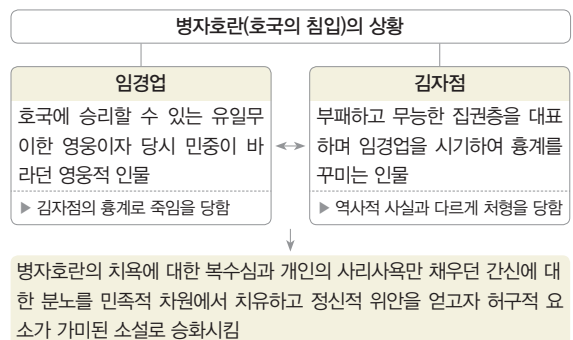 병자호란(호국의 침입)의 상황
임경업
호국에 승리할 수 있는 유일무
이한 영웅이자 당시 민중이 바
라던 영웅적 인물
▶ 김자점의 흉계로 죽임을 당함
김자점
부패하고 무능한 집권층을 대표
하며 임경업을 시기하여 흉계를
꾸미는 인물
▶ 역사적 사실과 다르게 처형을 당함
병자호란의 치욕에 대한 복수심과 개인의 사리사욕만 채우던 간신에 대
한 분노를 민족적 차원에서 치유하고 정신적 위안을 얻고자 허구적 요
소가 가미된 소설로 승화시킴